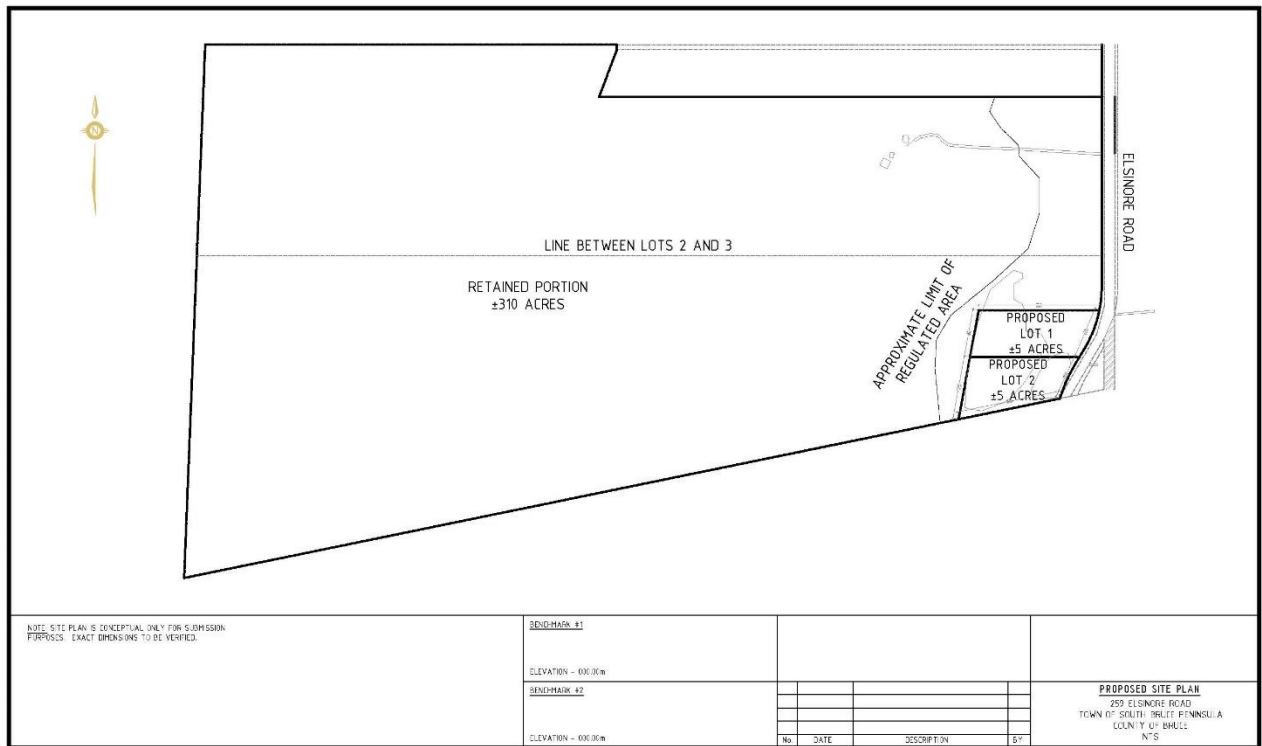 N
ELSINORE ROAD
LINE BETWEEN LOTS 2 AND 3
RETAINED PORTION
±310 ACRES
APPROXIMATE LIMIT OF
REGULATED AREA
PROPOSED
LOT 1
±5 ACRES
PROPOSED
LOT 2
±5 ACRES
NOTE: SITE PLAN IS CONCEPTUAL ONLY FOR SUBMISSION
PURPOSES. EXACT DIMENSIONS TO BE VERIFIED.
BENCHMARK #1
ELEVATION - 000.00m
BENCHMARK #2
ELEVATION - 000.00m
No. DATE DESCRIPTION BY
PROPOSED SITE PLAN
259 ELSINORE ROAD
TOWN OF SOUTH BRUCE PENINSULA
COUNTY OF BRUCE
NTS